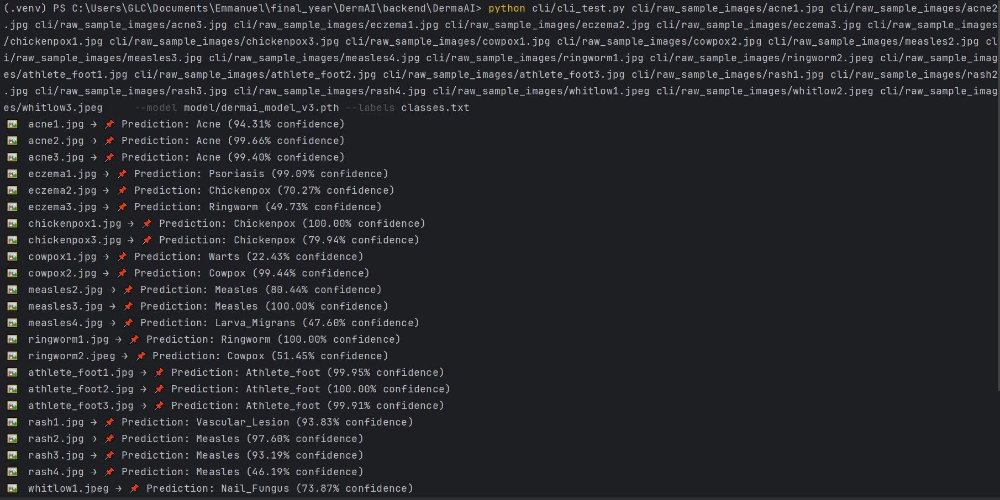 (.venv) PS C:\Users\GLC\Documents\Emmanuel\final_year\DermAI\backend\DermaAI> python cli/cli_test.py cli/raw_sample_images/acne1.jpg cli/raw_sample_images/acne2
.jpg cli/raw_sample_images/acne3.jpg cli/raw_sample_images/eczema1.jpg cli/raw_sample_images/eczema2.jpg cli/raw_sample_images/eczema3.jpg cli/raw_sample_images
/chickenpox1.jpg cli/raw_sample_images/chickenpox3.jpg cli/raw_sample_images/cowpox1.jpg cli/raw_sample_images/cowpox2.jpg cli/raw_sample_images/measles2.jpg cl
i/raw_sample_images/measles3.jpg cli/raw_sample_images/measles4.jpg cli/raw_sample_images/ringworm1.jpg cli/raw_sample_images/ringworm2.jpeg cli/raw_sample_imag
es/athlete_foot1.jpg cli/raw_sample_images/athlete_foot2.jpg cli/raw_sample_images/athlete_foot3.jpg cli/raw_sample_images/rash1.jpg cli/raw_sample_images/rash2
.jpg cli/raw_sample_images/rash3.jpg cli/raw_sample_images/rash4.jpg cli/raw_sample_images/whitlow1.jpeg cli/raw_sample_images/whitlow2.jpeg cli/raw_sample_imag
es/whitlow3.jpeg --model model/dermai_model_v3.pth --labels classes.txt
🖼 acne1.jpg → 📌 Prediction: Acne (94.31% confidence)
🖼 acne2.jpg → 📌 Prediction: Acne (99.66% confidence)
🖼 acne3.jpg → 📌 Prediction: Acne (99.40% confidence)
🖼 eczema1.jpg → 📌 Prediction: Psoriasis (99.09% confidence)
🖼 eczema2.jpg → 📌 Prediction: Chickenpox (70.27% confidence)
🖼 eczema3.jpg → 📌 Prediction: Ringworm (49.73% confidence)
🖼 chickenpox1.jpg → 📌 Prediction: Chickenpox (100.00% confidence)
🖼 chickenpox3.jpg → 📌 Prediction: Chickenpox (79.94% confidence)
🖼 cowpox1.jpg → 📌 Prediction: Warts (22.43% confidence)
🖼 cowpox2.jpg → 📌 Prediction: Cowpox (99.44% confidence)
🖼 measles2.jpg → 📌 Prediction: Measles (80.44% confidence)
🖼 measles3.jpg → 📌 Prediction: Measles (100.00% confidence)
🖼 measles4.jpg → 📌 Prediction: Larva_Migrans (47.60% confidence)
🖼 ringworm1.jpg → 📌 Prediction: Ringworm (100.00% confidence)
🖼 ringworm2.jpeg → 📌 Prediction: Cowpox (51.45% confidence)
🖼 athlete_foot1.jpg → 📌 Prediction: Athlete_foot (99.95% confidence)
🖼 athlete_foot2.jpg → 📌 Prediction: Athlete_foot (100.00% confidence)
🖼 athlete_foot3.jpg → 📌 Prediction: Athlete_foot (99.91% confidence)
🖼 rash1.jpg → 📌 Prediction: Vascular_Lesion (93.83% confidence)
🖼 rash2.jpg → 📌 Prediction: Measles (97.60% confidence)
🖼 rash3.jpg → 📌 Prediction: Measles (93.19% confidence)
🖼 rash4.jpg → 📌 Prediction: Measles (46.19% confidence)
🖼 whitlow1.jpeg → 📌 Prediction: Nail_Fungus (73.87% confidence)